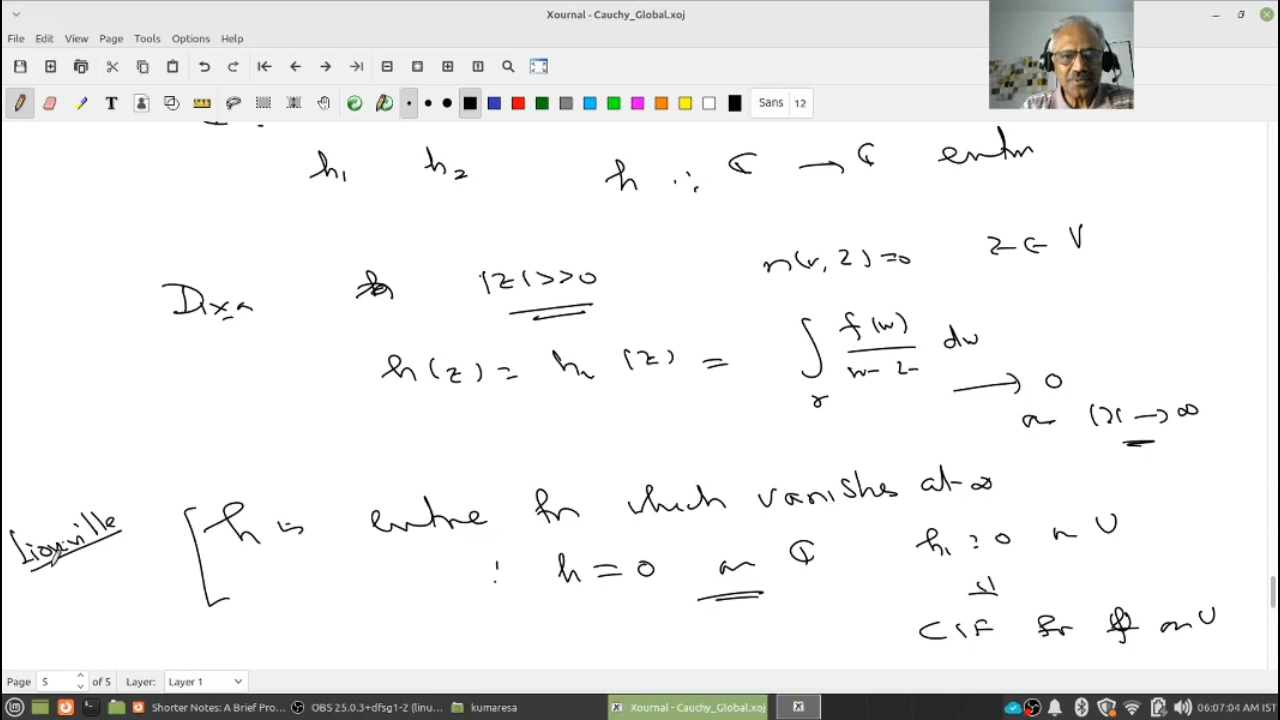 Xournal - Cauchy_Global.xoj
File Edit View Page Tools Options Help
Sans 12
h₁ h₂ h : ℂ → ℂ
|z| >> 0 n(γ, z) = 0 z ∈ V
h(z) = h₂(z) = ∫γ f(w)/w-z dw → 0
as |z| → ∞
Liouville h is entire fn which vanishes at ∞
∴ h = 0 on ℂ h₁ = 0 on U
CIF for f on U
Page 5 of 5 Layer: Layer 1
Shorter Notes: A Brief Pro... OBS 25.0.3+dfsg1-2 (linu... kumaresa Xournal - Cauchy_Global.xoj 06:07:04 AM IST